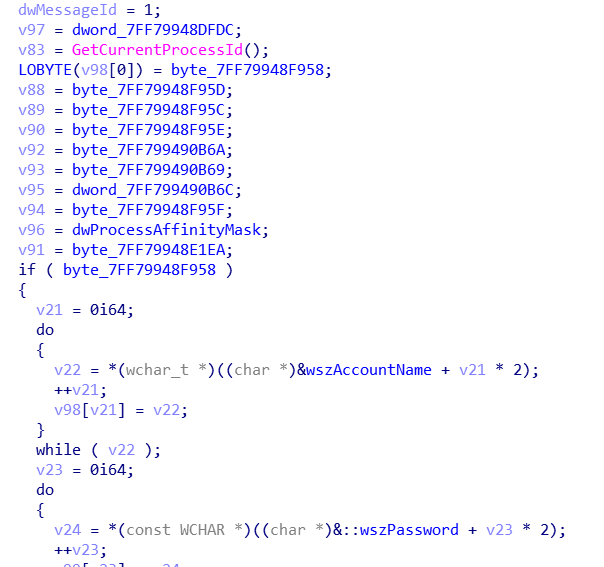 dwMessageId = 1;
v97 = dword_7FF79948DFDC;
v83 = GetCurrentProcessId();
LOBYTE(v98[0]) = byte_7FF79948F958;
v88 = byte_7FF79948F95D;
v89 = byte_7FF79948F95C;
v90 = byte_7FF79948F95E;
v92 = byte_7FF799490B6A;
v93 = byte_7FF799490B69;
v95 = dword_7FF799490B6C;
v94 = byte_7FF79948F95F;
v96 = dwProcessAffinityMask;
v91 = byte_7FF79948E1EA;
if ( byte_7FF79948F958 )
{
v21 = 0i64;
do
{
v22 = *(wchar_t *)((char *)&wszAccountName + v21 * 2);
++v21;
v98[v21] = v22;
}
while ( v22 );
v23 = 0i64;
do
{
v24 = *(const WCHAR *)((char *)&::wszPassword + v23 * 2);
++v23;